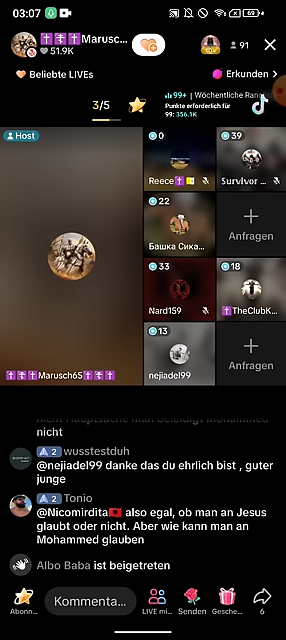 03:07
69
✝️✝️✝️Marusc...
51.9K
91
Beliebte LIVEs
Erkunden >
3/5
99+ | Wöchentliche Ran
Punkte erforderlich für
99: 356.1K
Host
0
39
Reece✝️
Survivor ...
22
Башка Сика...
Anfragen
33
18
Nard159
✝️TheClubK...
13
✝️✝️✝️Marusch65✝️✝️✝️
nejiadel99
Anfragen
nicht Hauptsache man beleidigt Mohammed
nicht
2 wusstestduh
@nejiadel99 danke das du ehrlich bist , guter
junge
2 Tonio
@Nicomirdita🇦🇱 also egal, ob man an Jesus
glaubt oder nicht. Aber wie kann man an
Mohammed glauben
Albo Baba ist beigetreten
Abonn...
Kommenta...
LIVE mi...
Senden
Gesche...
6